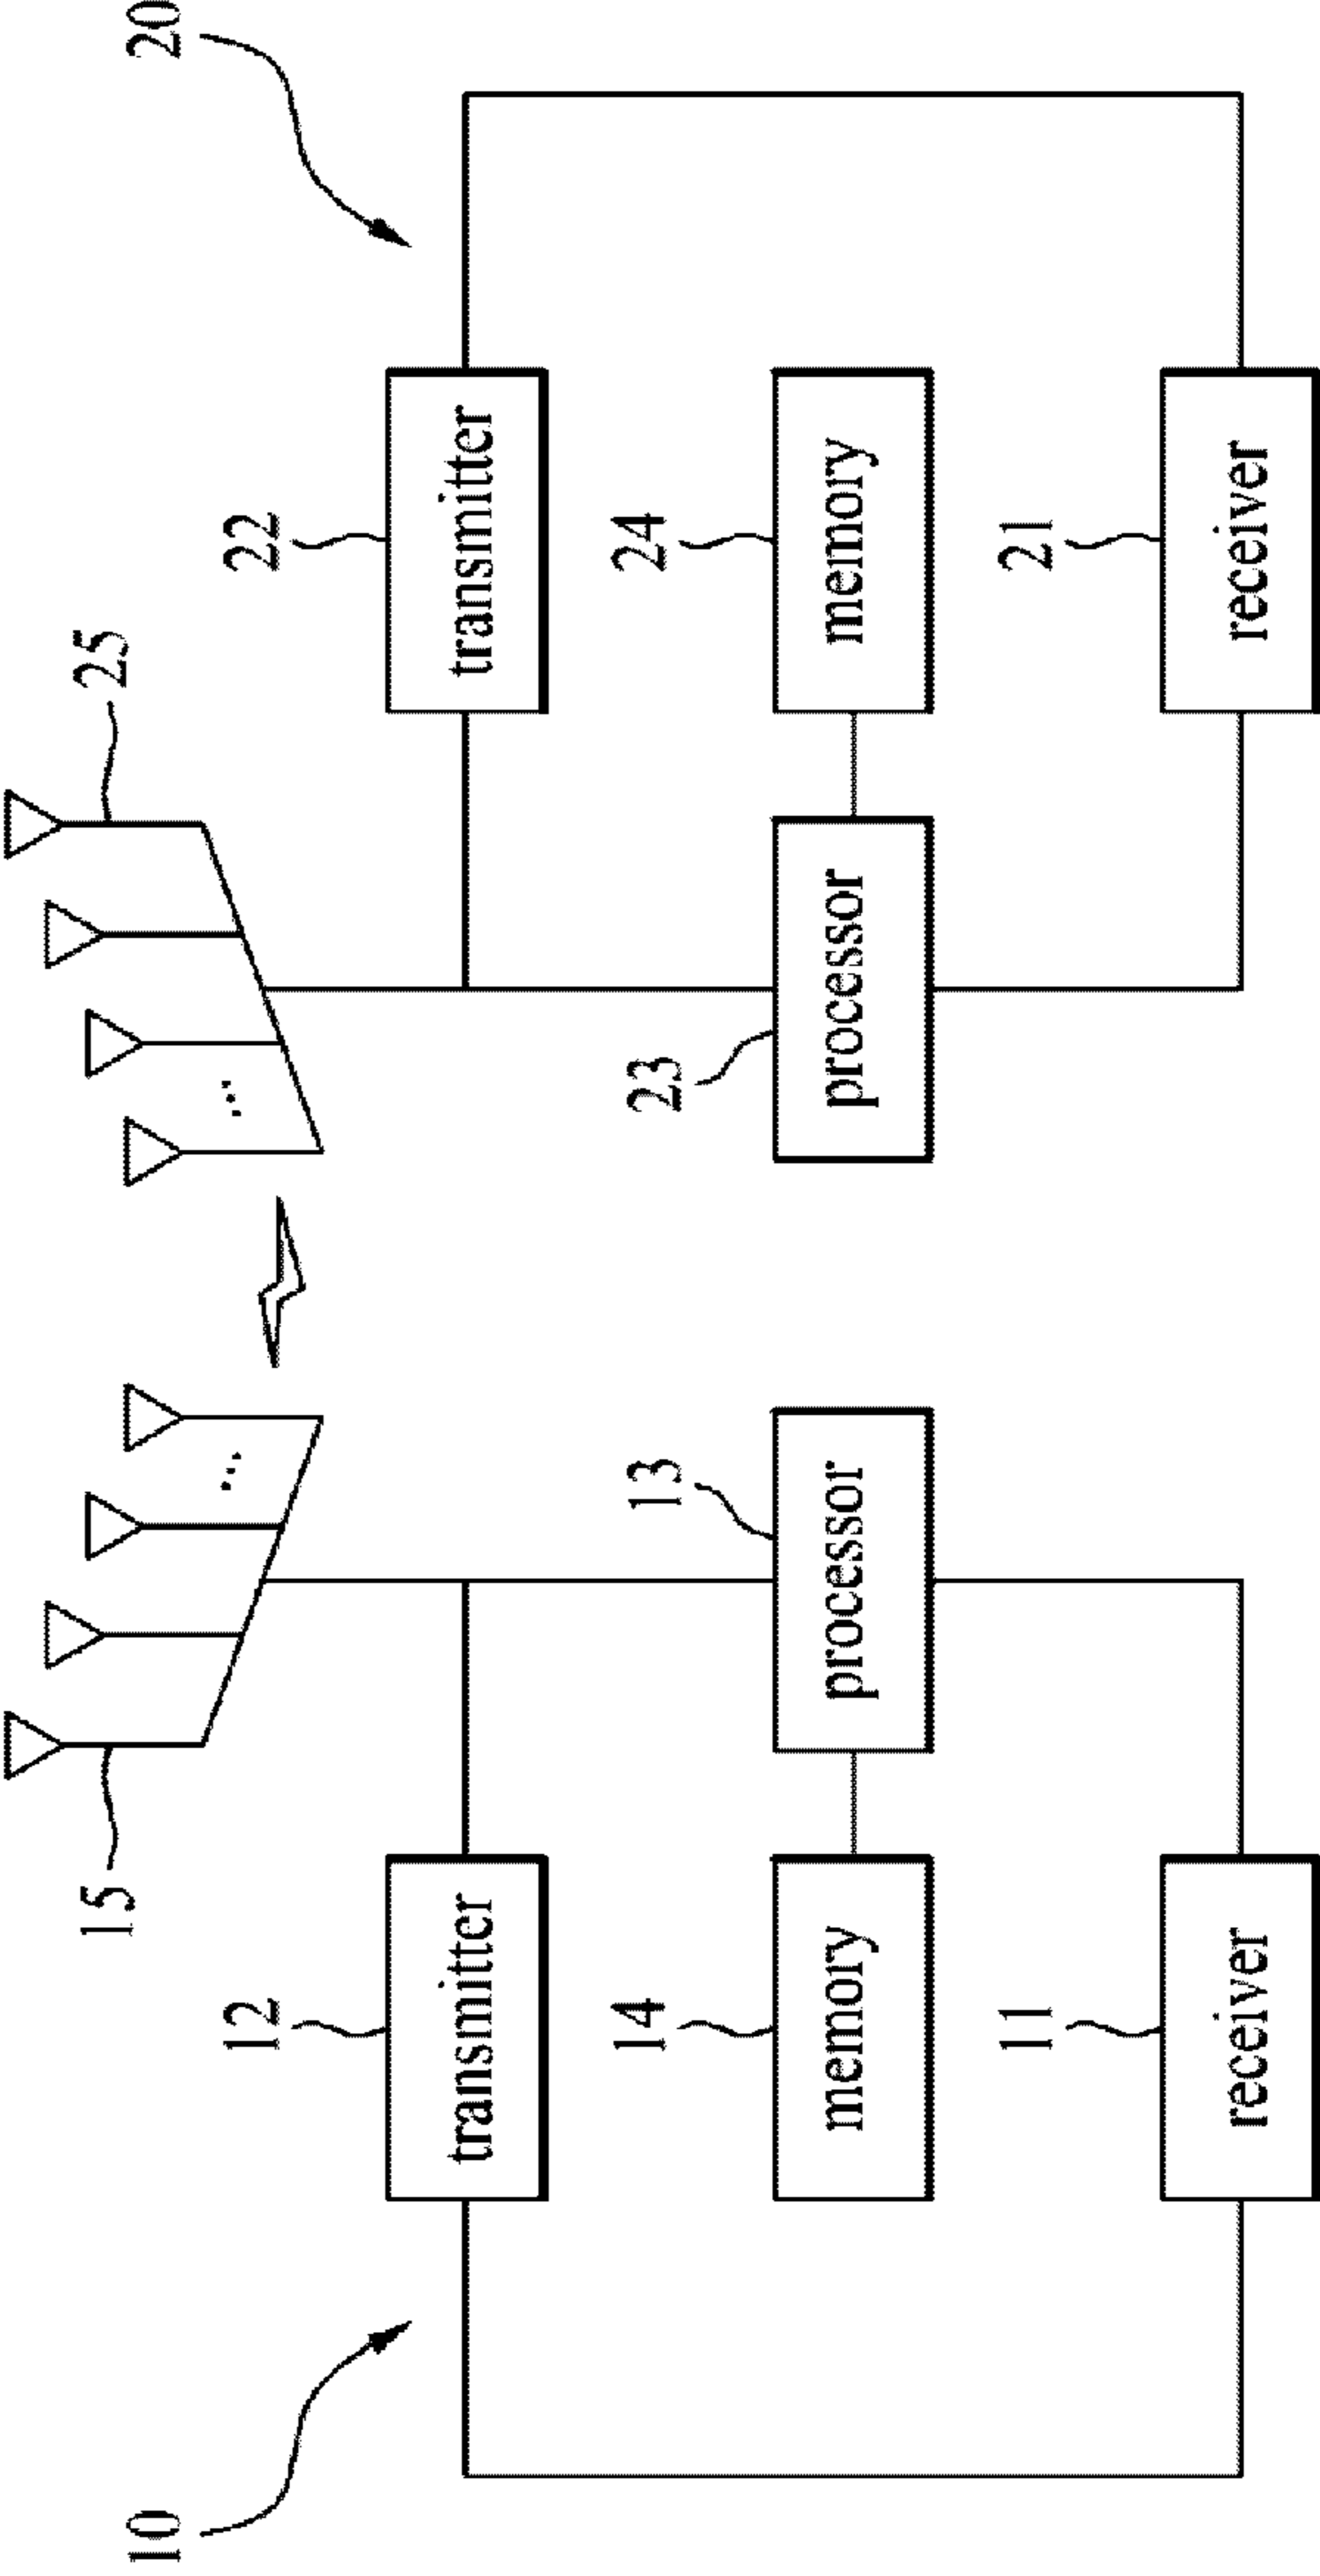 10
20
15
25
12
transmitter
22
transmitter
14
memory
13
processor
23
processor
24
memory
11
receiver
21
receiver